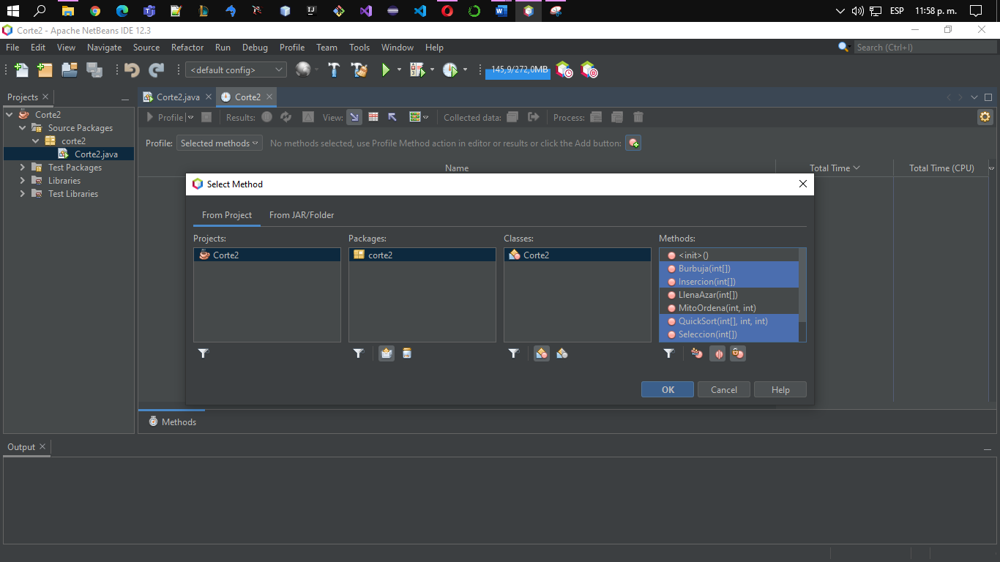 ESP 11:58 p. m.
Corte2 - Apache NetBeans IDE 12.3
File Edit View Navigate Source Refactor Run Debug Profile Team Tools Window Help
Search (Ctrl+I)
<default config>
145,9/272,0MB
Projects
Corte2.java Corte2
Corte2
Source Packages
corte2
Corte2.java
Test Packages
Libraries
Test Libraries
Profile Results: View: Collected data: Process:
Profile: Selected methods No methods selected, use Profile Method action in editor or results or click the Add button:
Name Total Time Total Time (CPU)
Select Method
From Project From JAR/Folder
Projects: Packages: Classes: Methods:
Corte2 corte2 Corte2 <init>()
Burbuja(int[])
Insercion(int[])
LlenaAzar(int[])
MitoOrdena(int, int)
QuickSort(int[], int, int)
Seleccion(int[])
OK Cancel Help
Methods
Output